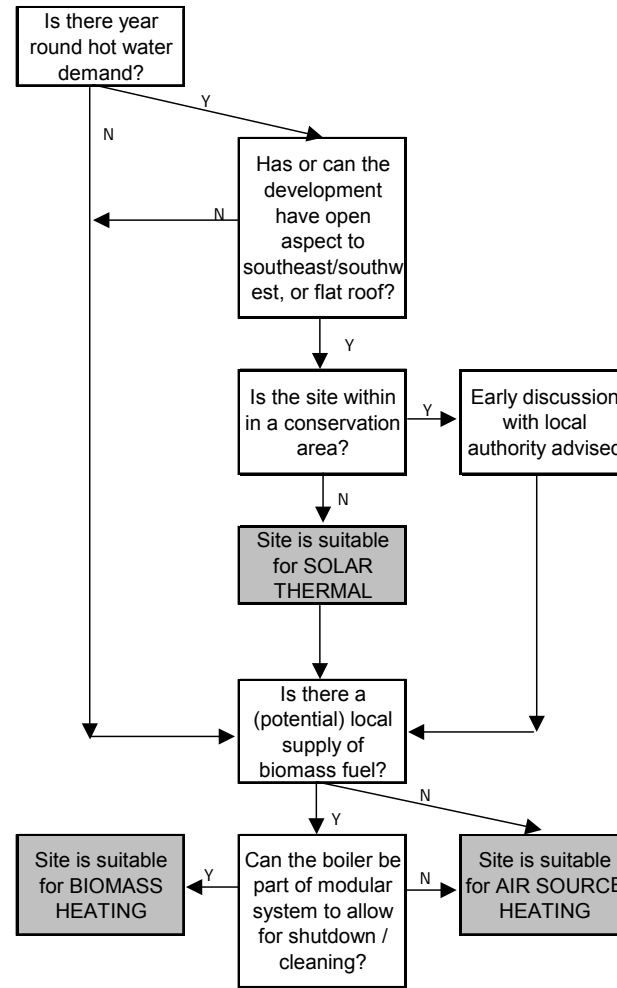 Is there year
round hot water
demand?
Y
N
Has or can the
development
have open
aspect to
southeast/southw
est, or flat roof?
N
Y
Is the site within
in a conservation
area?
Y
Early discussion
with local
authority advised
N
Site is suitable
for SOLAR
THERMAL
Is there a
(potential) local
supply of
biomass fuel?
N
Y
Site is suitable
for BIOMASS
HEATING
Y
Can the boiler be
part of modular
system to allow
for shutdown /
cleaning?
N
Site is suitable
for AIR SOURCE
HEATING